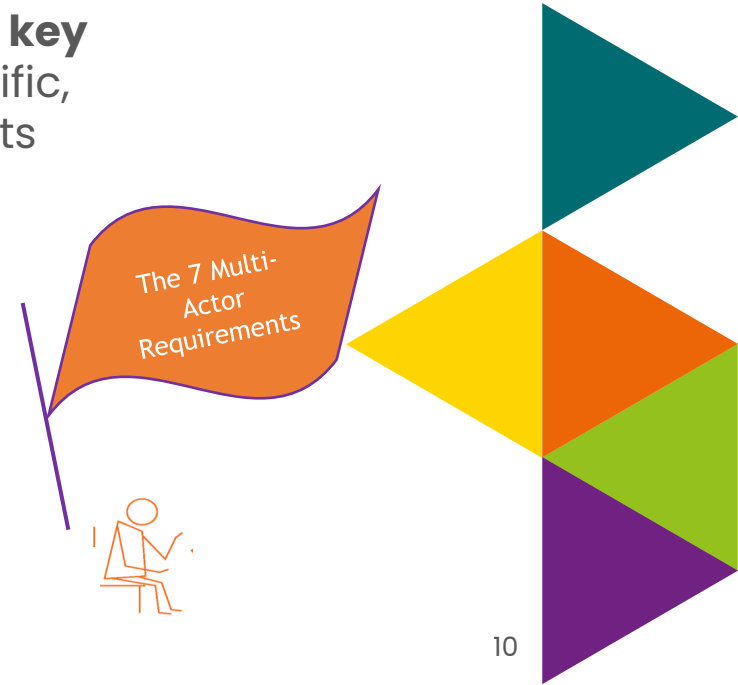 key
ific,
ts
The 7 Multi-
Actor
Requirements
10